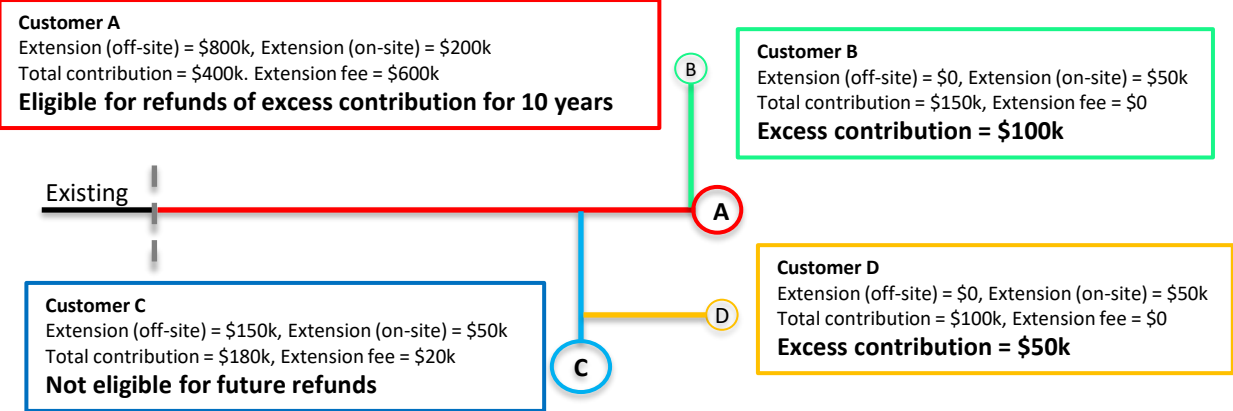 Customer A
Extension (off-site) = $800k, Extension (on-site) = $200k
Total contribution = $400k. Extension fee = $600k
Eligible for refunds of excess contribution for 10 years
B
Customer B
Extension (off-site) = $0, Extension (on-site) = $50k
Total contribution = $150k, Extension fee = $0
Excess contribution = $100k
Existing
A
Customer C
Extension (off-site) = $150k, Extension (on-site) = $50k
Total contribution = $180k, Extension fee = $20k
Not eligible for future refunds
C
D
Customer D
Extension (off-site) = $0, Extension (on-site) = $50k
Total contribution = $100k, Extension fee = $0
Excess contribution = $50k